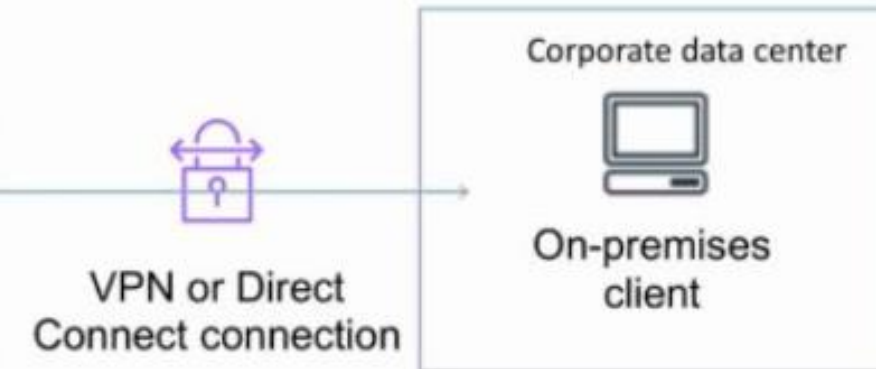 Corporate data center
On-premises
client
VPN or Direct
Connect connection